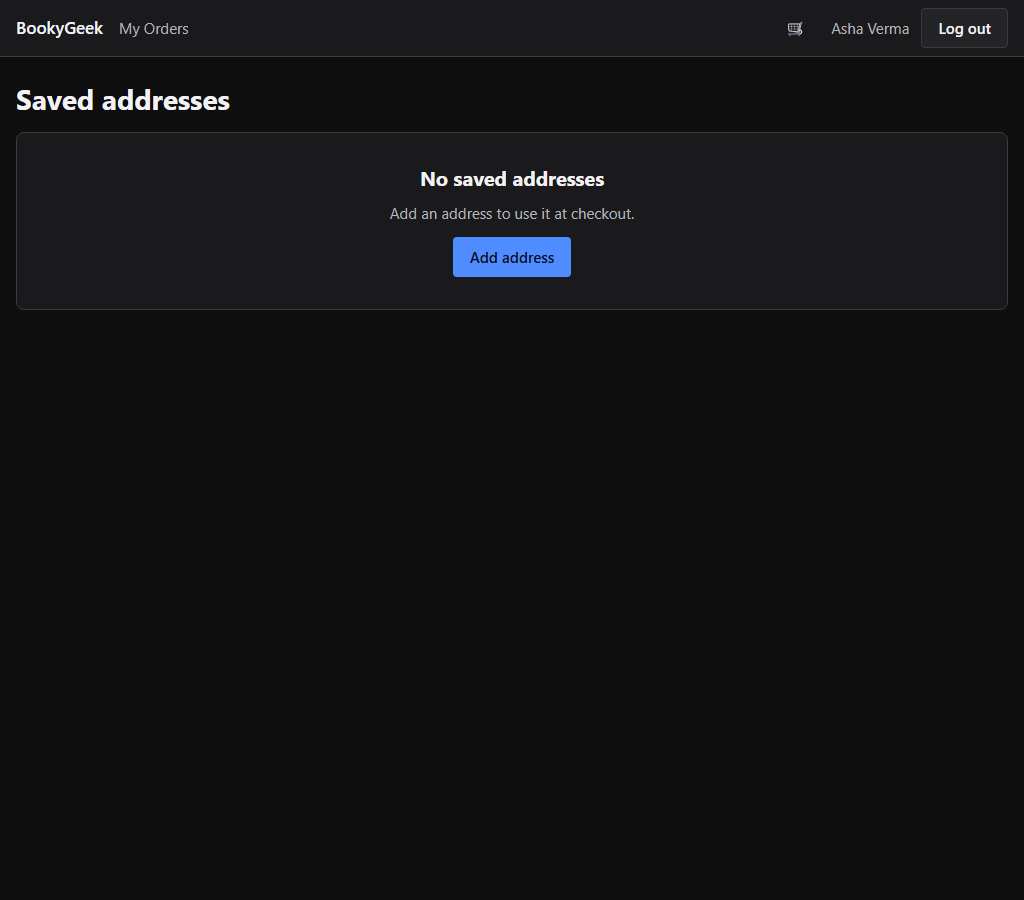 BookyGeek My Orders Asha Verma Log out
Saved addresses
No saved addresses
Add an address to use it at checkout.
Add address